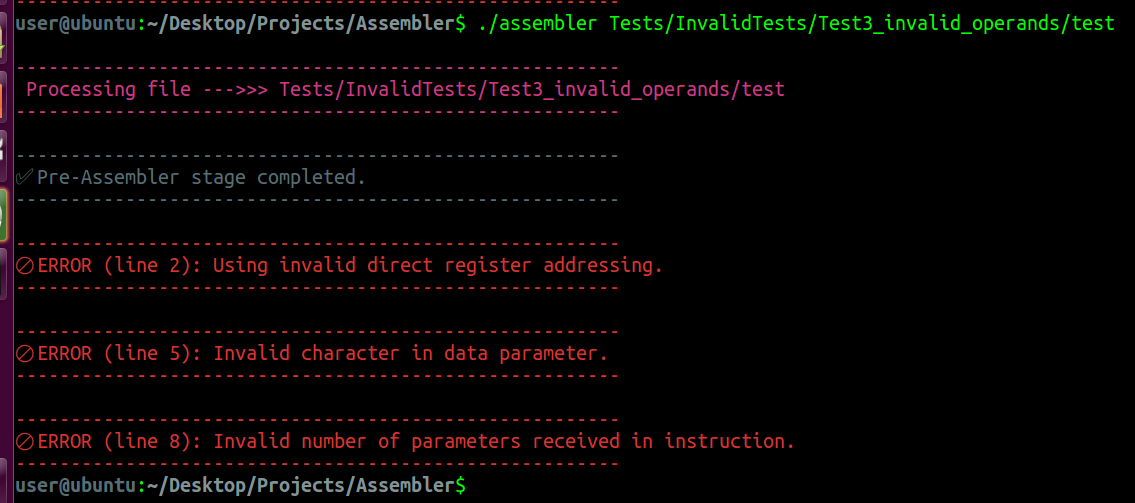 -------------------------------------------------------
user@ubuntu:~/Desktop/Projects/Assembler$ ./assembler Tests/InvalidTests/Test3_invalid_operands/test
-------------------------------------------------------
 Processing file --->>> Tests/InvalidTests/Test3_invalid_operands/test
-------------------------------------------------------
-------------------------------------------------------
✅Pre-Assembler stage completed.
-------------------------------------------------------
-------------------------------------------------------
🚫ERROR (line 2): Using invalid direct register addressing.
-------------------------------------------------------
-------------------------------------------------------
🚫ERROR (line 5): Invalid character in data parameter.
-------------------------------------------------------
-------------------------------------------------------
🚫ERROR (line 8): Invalid number of parameters received in instruction.
-------------------------------------------------------
user@ubuntu:~/Desktop/Projects/Assembler$